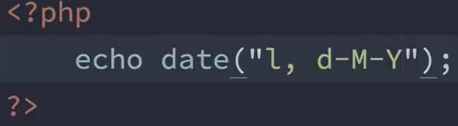 <?php
echo date("l, d-M-Y");
?>